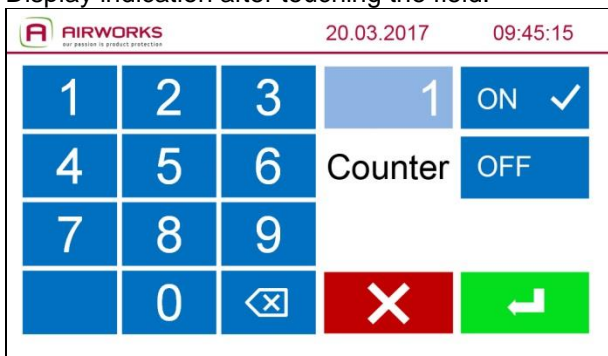 Display indication after touching the field.
AIRWORKS 20.03.2017 09:45:15
our passion is product protection
1 2 3 1 ON
4 5 6 Counter OFF
7 8 9
0